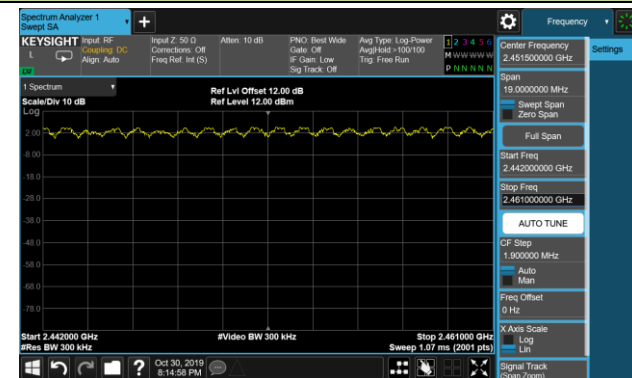 Spectrum Analyzer 1
Swept SA
Frequency
KEYSIGHT
Input: RF
Coupling: DC
Align: Auto
Input Z: 50 Ω
Corrections: Off
Freq Ref: Int (S)
Atten: 10 dB
PNO: Best Wide
Gate: Off
IF Gain: Low
Sig Track: Off
Avg Type: Log-Power
Avg|Hold >100/100
Trig: Free Run
1 2 3 4 5 6
M W W W W W
P N N N N N
L
LXI
1 Spectrum
Scale/Div 10 dB
Ref Lvl Offset 12.00 dB
Ref Level 12.00 dBm
Log
2.00
-8.00
-18.0
-28.0
-38.0
-48.0
-58.0
-68.0
-78.0
Start 2.442000 GHz
#Res BW 300 kHz
#Video BW 300 kHz
Stop 2.461000 GHz
Sweep 1.07 ms (2001 pts)
Center Frequency
2.451500000 GHz
Settings
Span
19.0000000 MHz
Swept Span
Zero Span
Full Span
Start Freq
2.442000000 GHz
Stop Freq
2.461000000 GHz
AUTO TUNE
CF Step
1.900000 MHz
Auto
Man
Freq Offset
0 Hz
X Axis Scale
Log
Lin
Signal Track
(Span Zoom)
?
Oct 30, 2019
8:14:58 PM